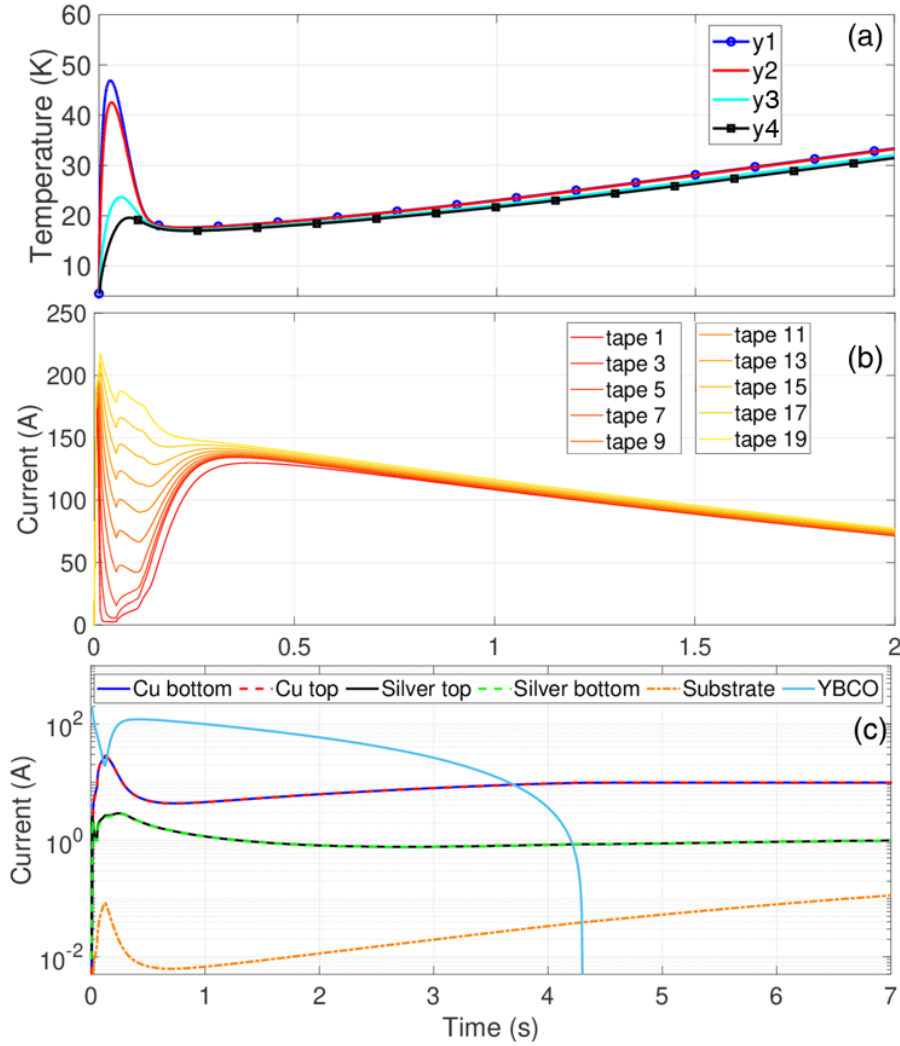 60
50
40
30
20
10
Temperature (K)
(a)
y1
y2
y3
y4
250
200
150
100
50
0
Current (A)
(b)
tape 1
tape 3
tape 5
tape 7
tape 9
tape 11
tape 13
tape 15
tape 17
tape 19
0 0.5 1 1.5 2
Cu bottom Cu top Silver top Silver bottom Substrate YBCO
(c)
10²
10⁰
10⁻²
Current (A)
0 1 2 3 4 5 6 7
Time (s)